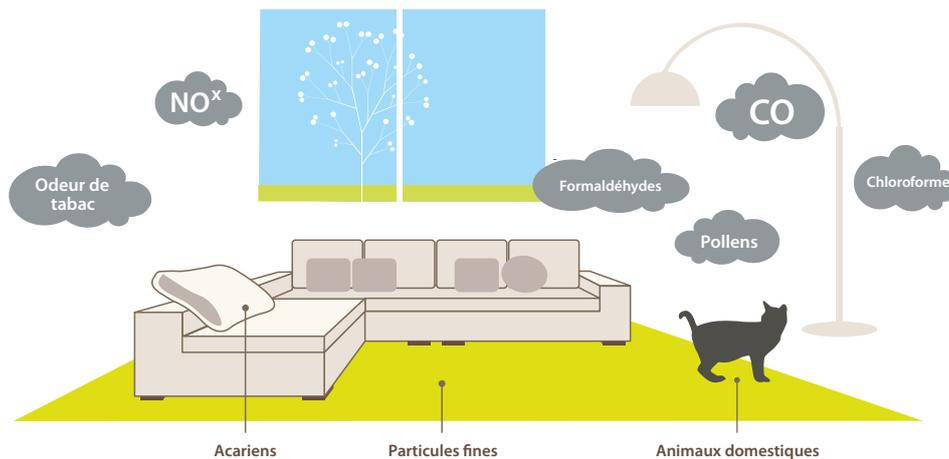 NOx
CO
Odeur de
tabac
Formaldéhydes
Chloroforme
Pollens
Acariens
Particules fines
Animaux domestiques